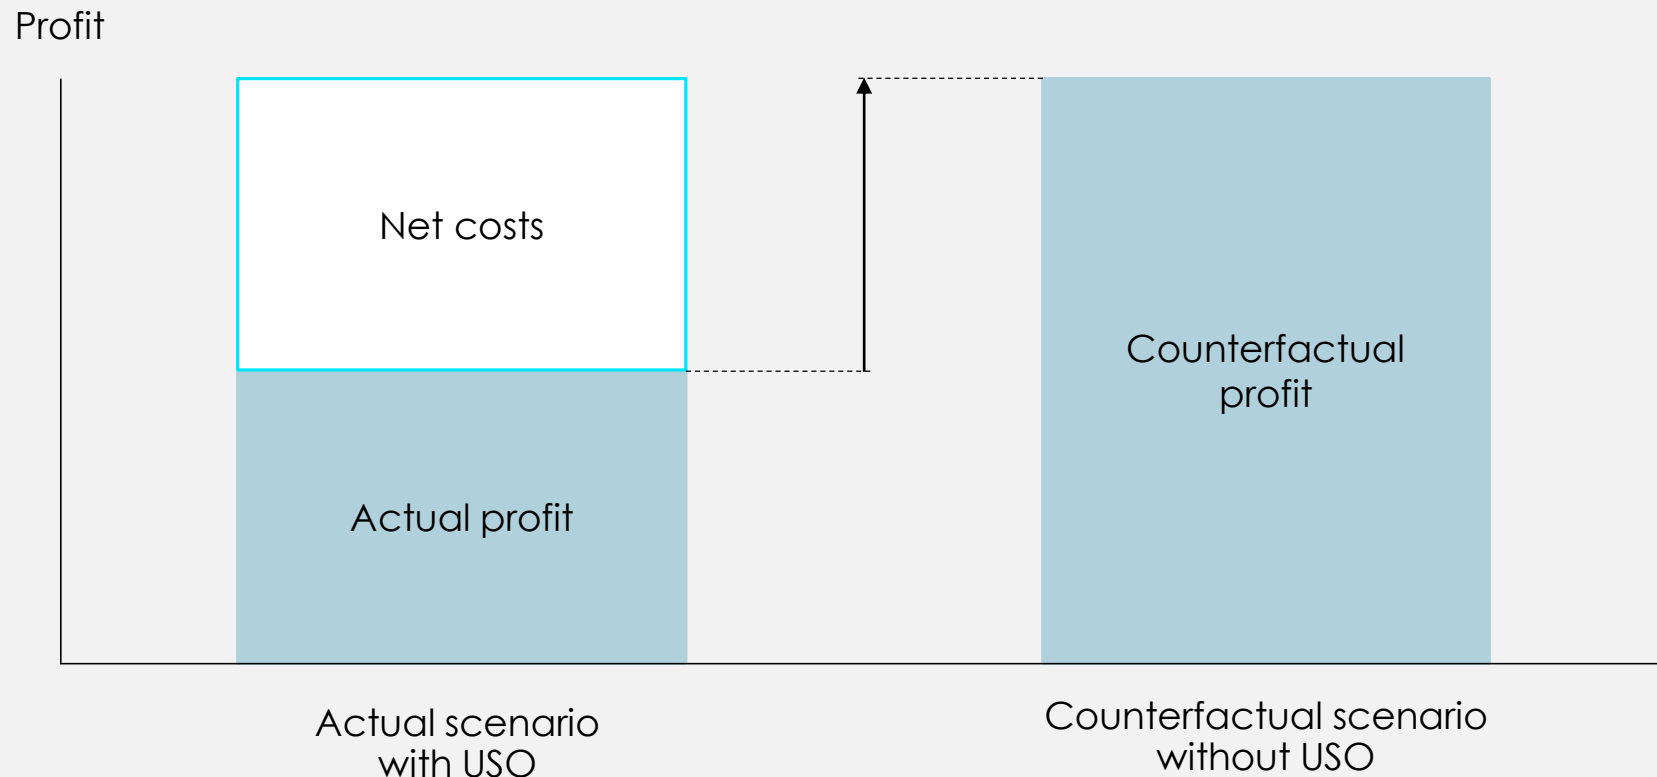 Profit
Net costs
Counterfactual
profit
Actual profit
Actual scenario
with USO
Counterfactual scenario
without USO